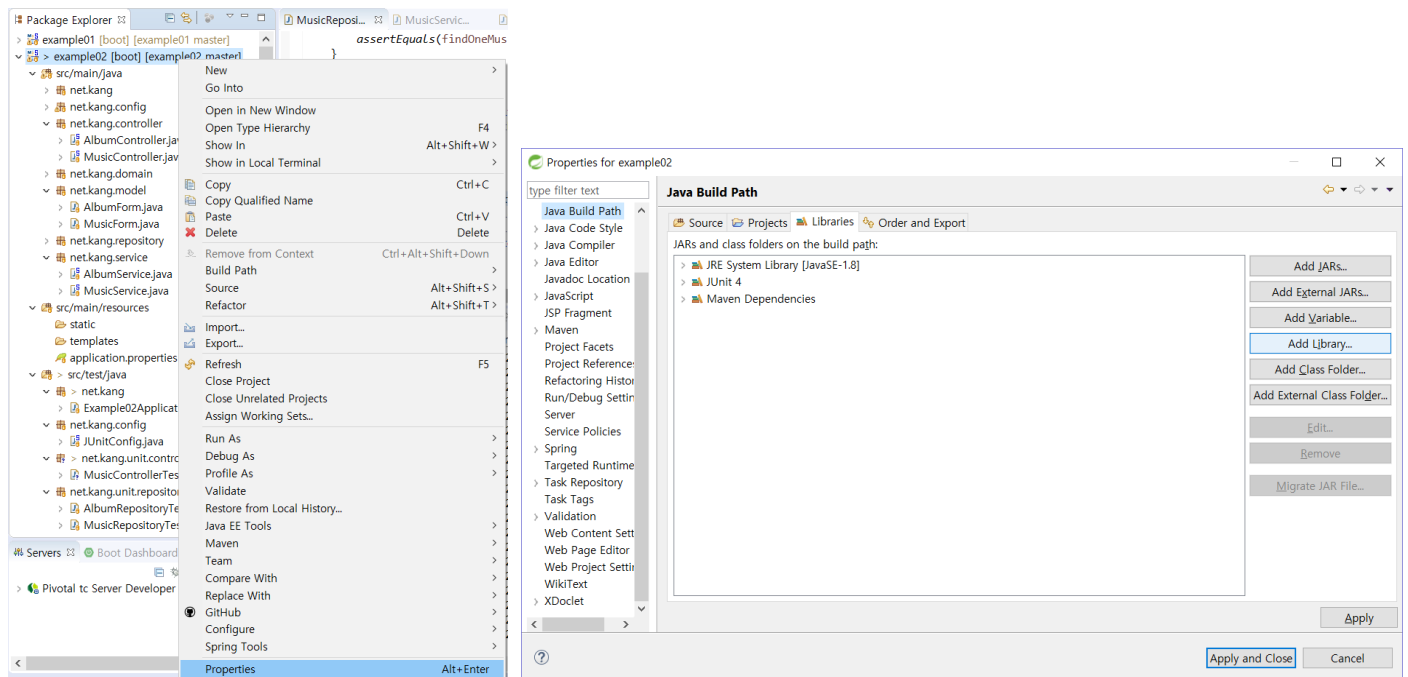 Package Explorer
example01 [boot] [example01 master]
> example02 [boot] [example02 master]
src/main/java
net.kang
net.kang.config
net.kang.controller
AlbumController.jav
MusicController.jav
net.kang.domain
net.kang.model
AlbumForm.java
MusicForm.java
net.kang.repository
net.kang.service
AlbumService.java
MusicService.java
src/main/resources
static
templates
application.properties
> src/test/java
> net.kang
Example02Applicat
net.kang.config
JUnitConfig.java
> net.kang.unit.contro
MusicControllerTes
net.kang.unit.reposito
AlbumRepositoryTe
MusicRepositoryTes
Servers
Boot Dashboard
Pivotal tc Server Developer
MusicReposi...
MusicServic...
assertEquals(findOneMus
}
New
Go Into
Open in New Window
Open Type Hierarchy F4
Show In Alt+Shift+W >
Show in Local Terminal
Copy Ctrl+C
Copy Qualified Name
Paste Ctrl+V
Delete Delete
Remove from Context Ctrl+Alt+Shift+Down
Build Path
Source Alt+Shift+S >
Refactor Alt+Shift+T >
Import...
Export...
Refresh F5
Close Project
Close Unrelated Projects
Assign Working Sets...
Run As
Debug As
Profile As
Validate
Restore from Local History...
Java EE Tools
Maven
Team
Compare With
Replace With
GitHub
Configure
Spring Tools
Properties Alt+Enter
Properties for example02
type filter text
Java Build Path
Java Code Style
Java Compiler
Java Editor
Javadoc Location
JavaScript
JSP Fragment
Maven
Project Facets
Project References
Refactoring Histor
Run/Debug Settin
Server
Service Policies
Spring
Targeted Runtime
Task Repository
Task Tags
Validation
Web Content Sett
Web Page Editor
Web Project Settin
WikiText
XDoclet
Java Build Path
Source
Projects
Libraries
Order and Export
JARs and class folders on the build path:
JRE System Library [JavaSE-1.8]
JUnit 4
Maven Dependencies
Add JARs...
Add External JARs...
Add Variable...
Add Library...
Add Class Folder...
Add External Class Folder...
Edit...
Remove
Migrate JAR File...
Apply
Apply and Close
Cancel